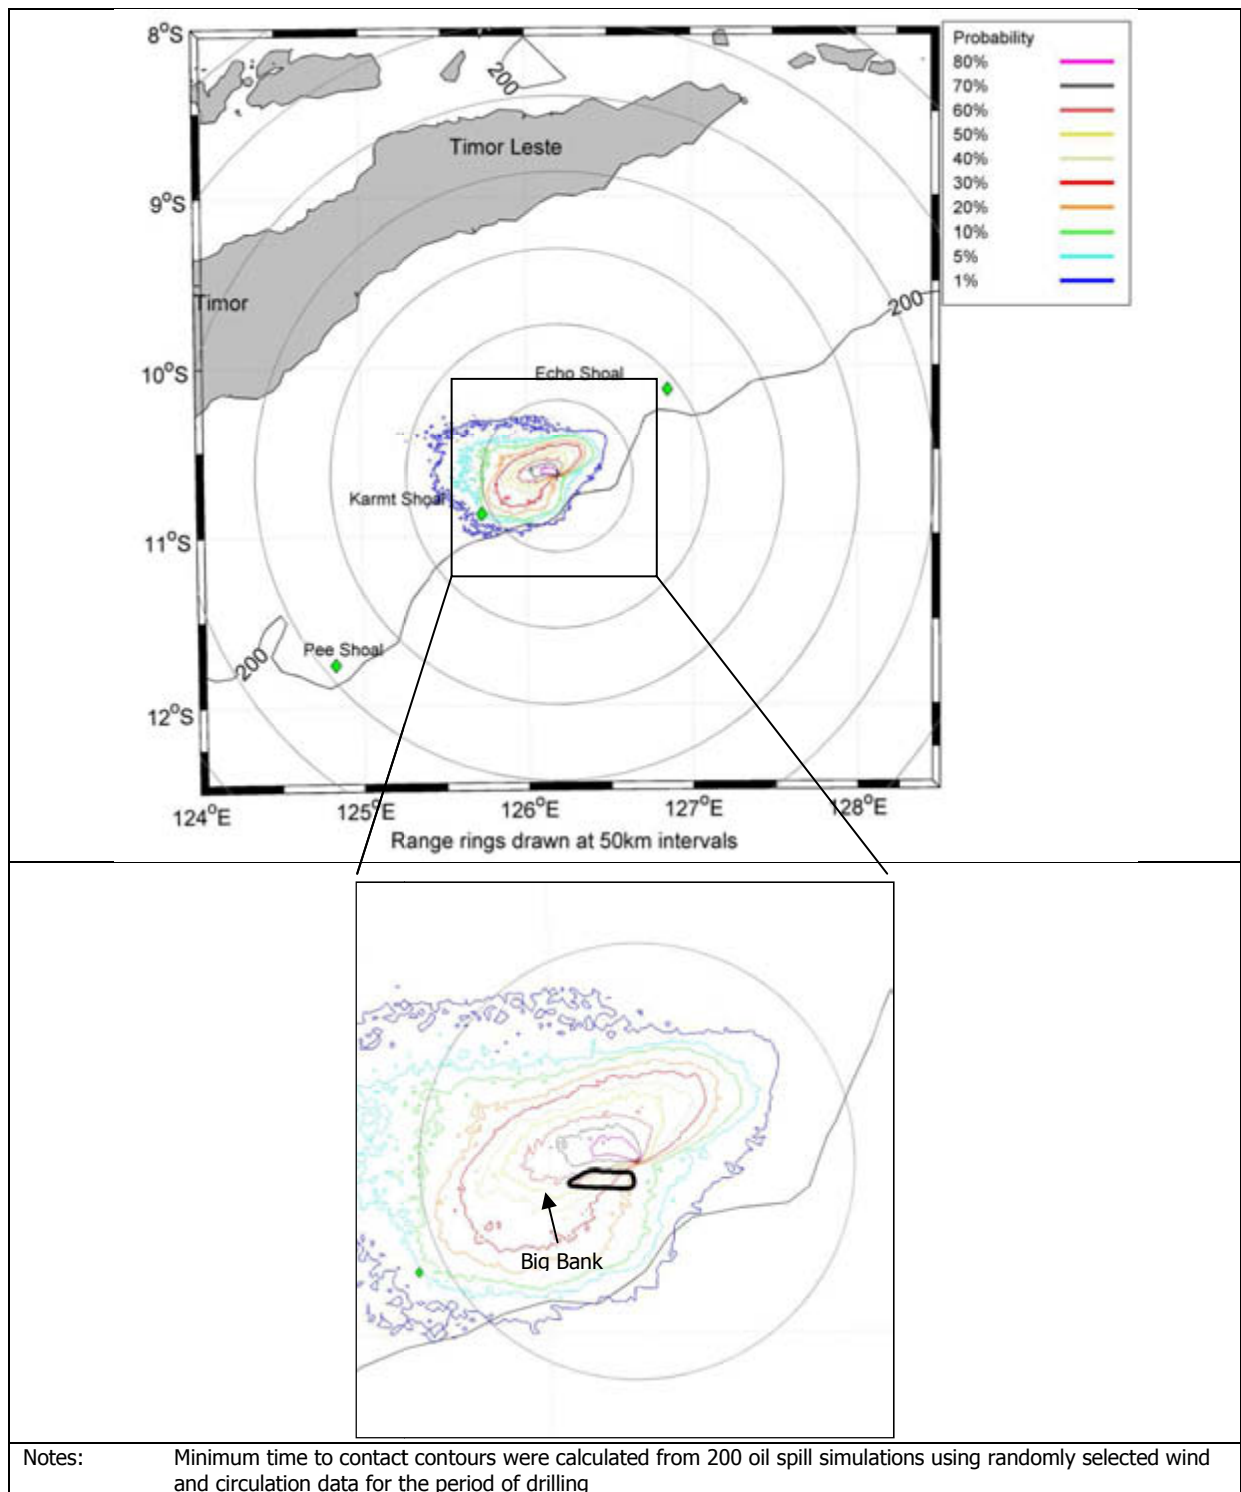 8°S
Probability
80%
70%
60%
50%
40%
30%
20%
10%
5%
1%
200
Timor Leste
9°S
Timor
200
10°S
Echo Shoal
Karmt Shoal
11°S
Pee Shoal
200
12°S
124°E 125°E 126°E 127°E 128°E
Range rings drawn at 50km intervals
Big Bank
Notes: Minimum time to contact contours were calculated from 200 oil spill simulations using randomly selected wind
and circulation data for the period of drilling